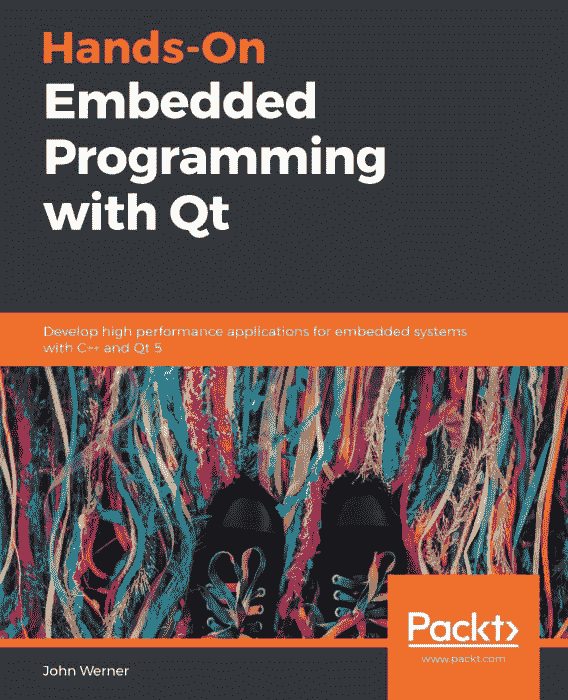 Hands-On
Embedded
Programming
with Qt
Develop high performance applications for embedded systems
with C++ and Qt 5
Packt>
www.packt.com
John Werner